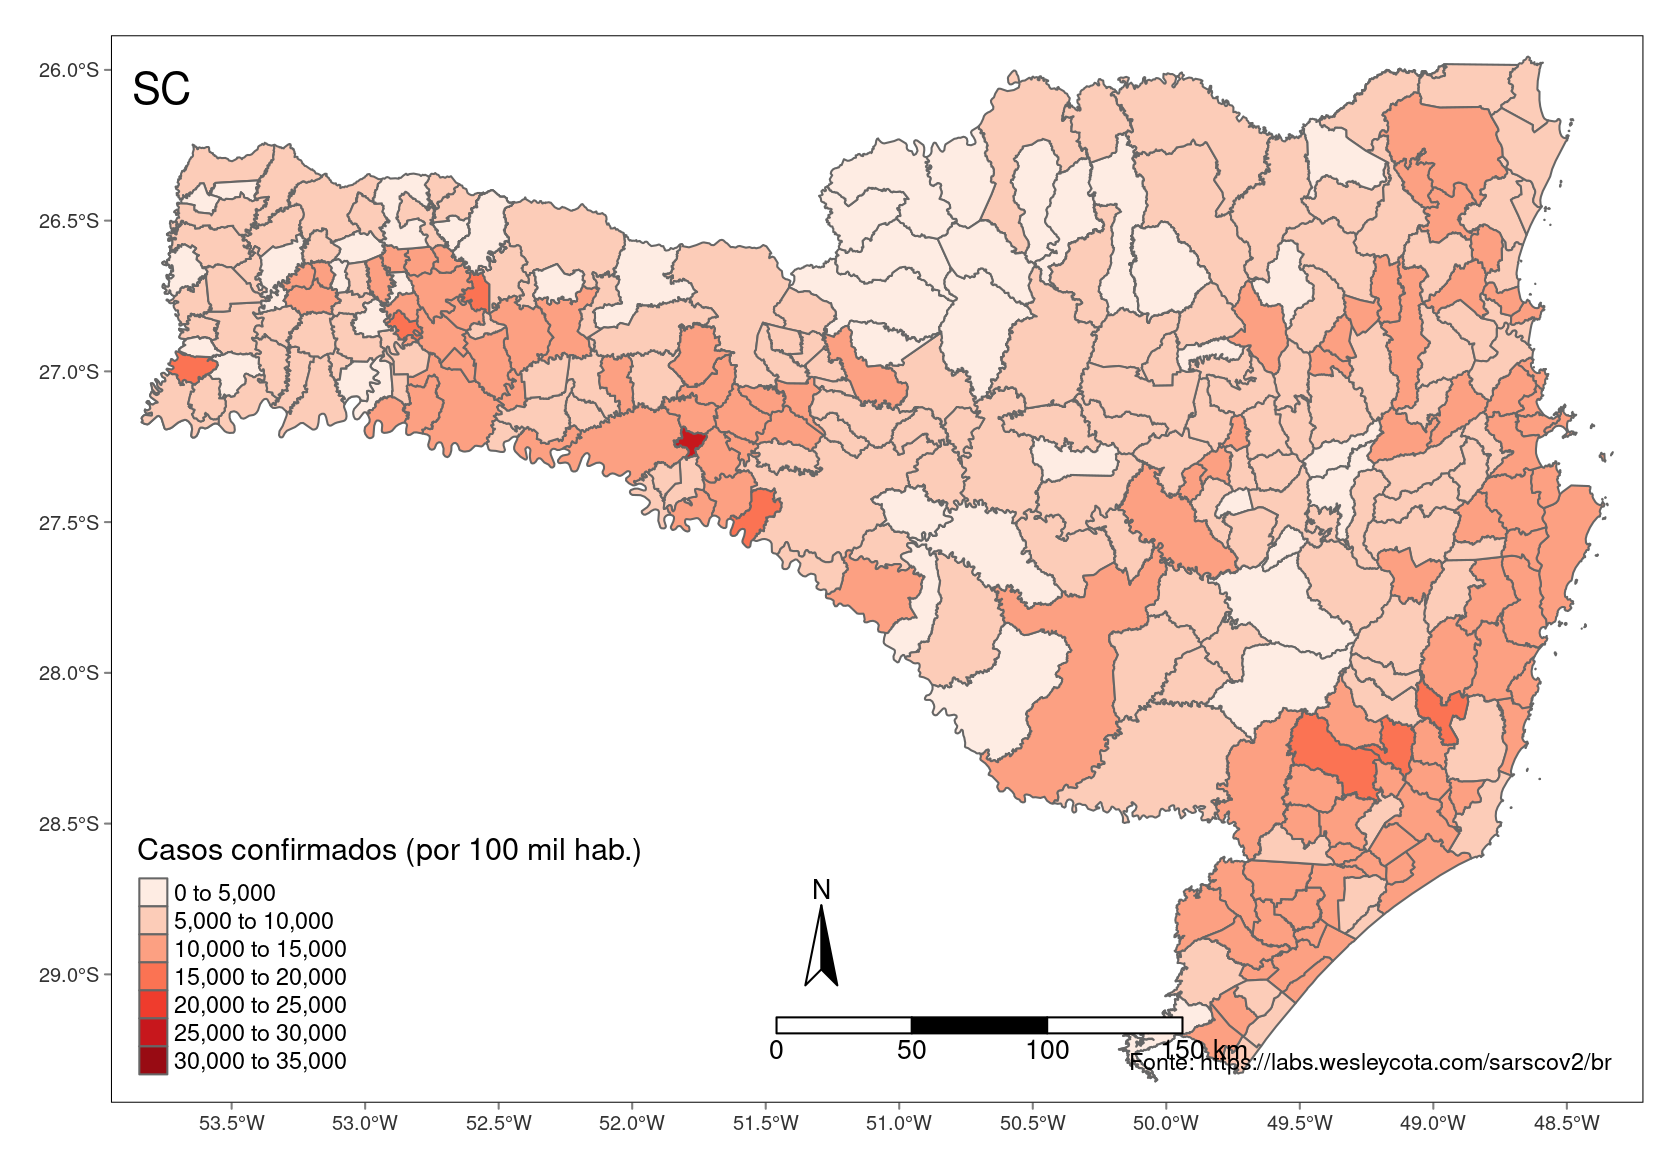 26.0°S
SC
26.5°S
27.0°S
27.5°S
28.0°S
28.5°S
29.0°S
Casos confirmados (por 100 mil hab.)
0 to 5,000
5,000 to 10,000
10,000 to 15,000
15,000 to 20,000
20,000 to 25,000
25,000 to 30,000
30,000 to 35,000
N
0 50 100 150 km
Fonte: https://labs.wesleycota.com/sarscov2/br
53.5°W 53.0°W 52.5°W 52.0°W 51.5°W 51.0°W 50.5°W 50.0°W 49.5°W 49.0°W 48.5°W